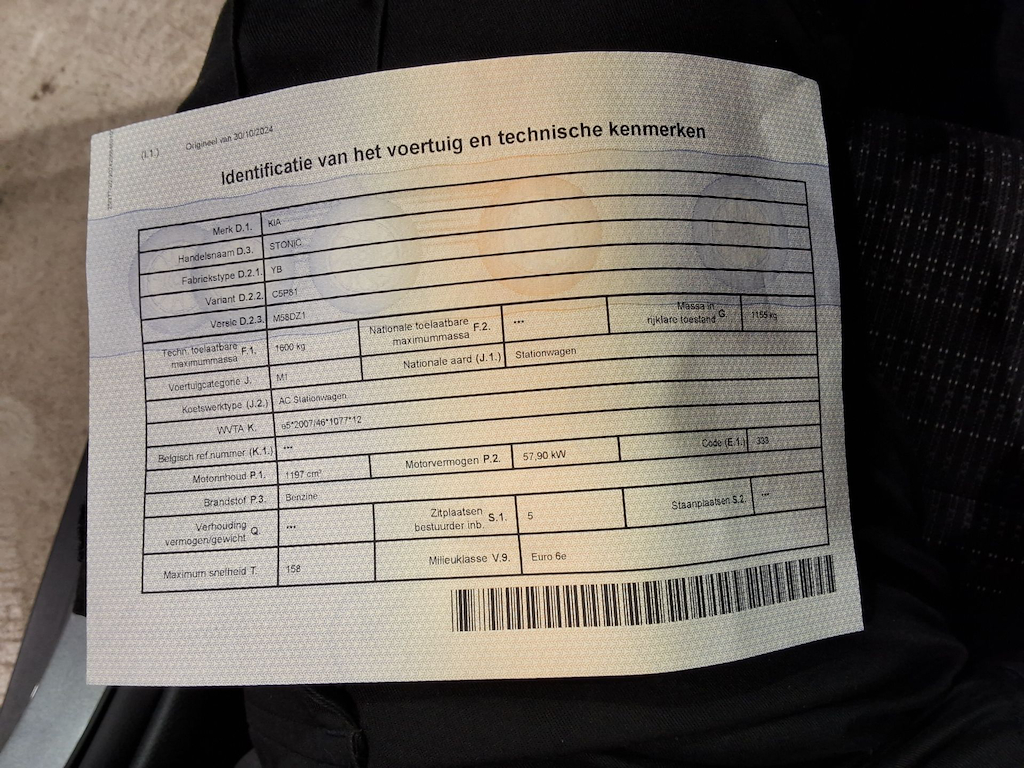 (I.1)
Origineel van 30/10/2024
Identificatie van het voertuig en technische kenmerken
Merk D.1. KIA
Handelsnaam D.3. STONIC
Fabriekstype D.2.1. YB
Variant D.2.2. C5P81
Versie D.2.3. M58DZ1
Techn. toelaatbare maximummassa F.1. 1600 kg Nationale toelaatbare maximummassa F.2. *** Massa in rijklare toestand G. 1155 kg
Voertuigcategorie J. M1 Nationale aard (J.1.) Stationwagen
Koetswerktype (J.2.) AC Stationwagen
WVTA K. e5*2007/46*1077*12
Belgisch ref.nummer (K.1.) ***
Motorinhoud P.1. 1197 cm³ Motorvermogen P.2. 57,90 kW Code (E.1.) 333
Brandstof P.3. Benzine
Verhouding vermogen/gewicht Q. *** Zitplaatsen bestuurder inb. S.1. 5 Staanplaatsen S.2. ***
Maximum snelheid T. 158 Milieuklasse V.9. Euro 6e